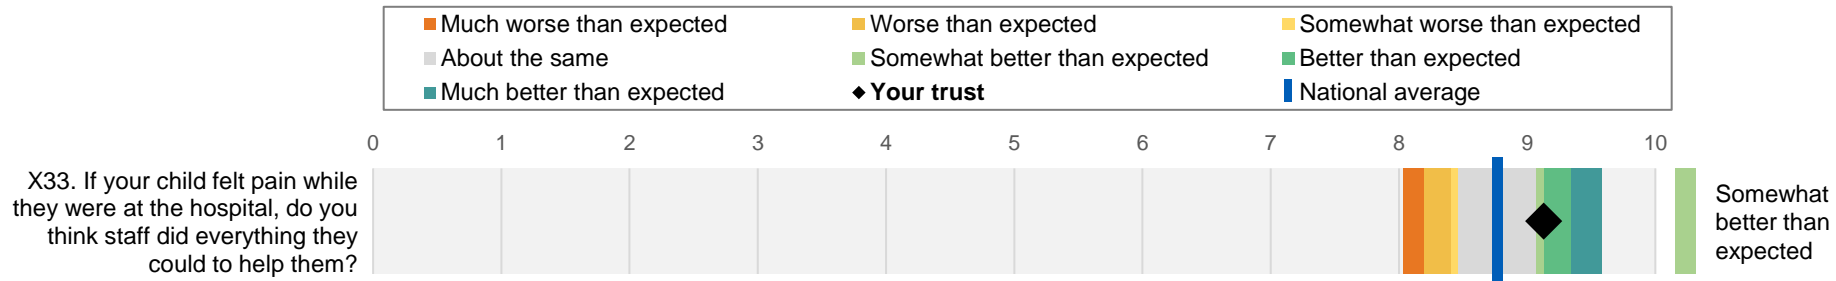 Much worse than expected
Worse than expected
Somewhat worse than expected
About the same
Somewhat better than expected
Better than expected
Much better than expected
Your trust
National average
0 1 2 3 4 5 6 7 8 9 10
X33. If your child felt pain while
they were at the hospital, do you
think staff did everything they
could to help them?
Somewhat
better than
expected